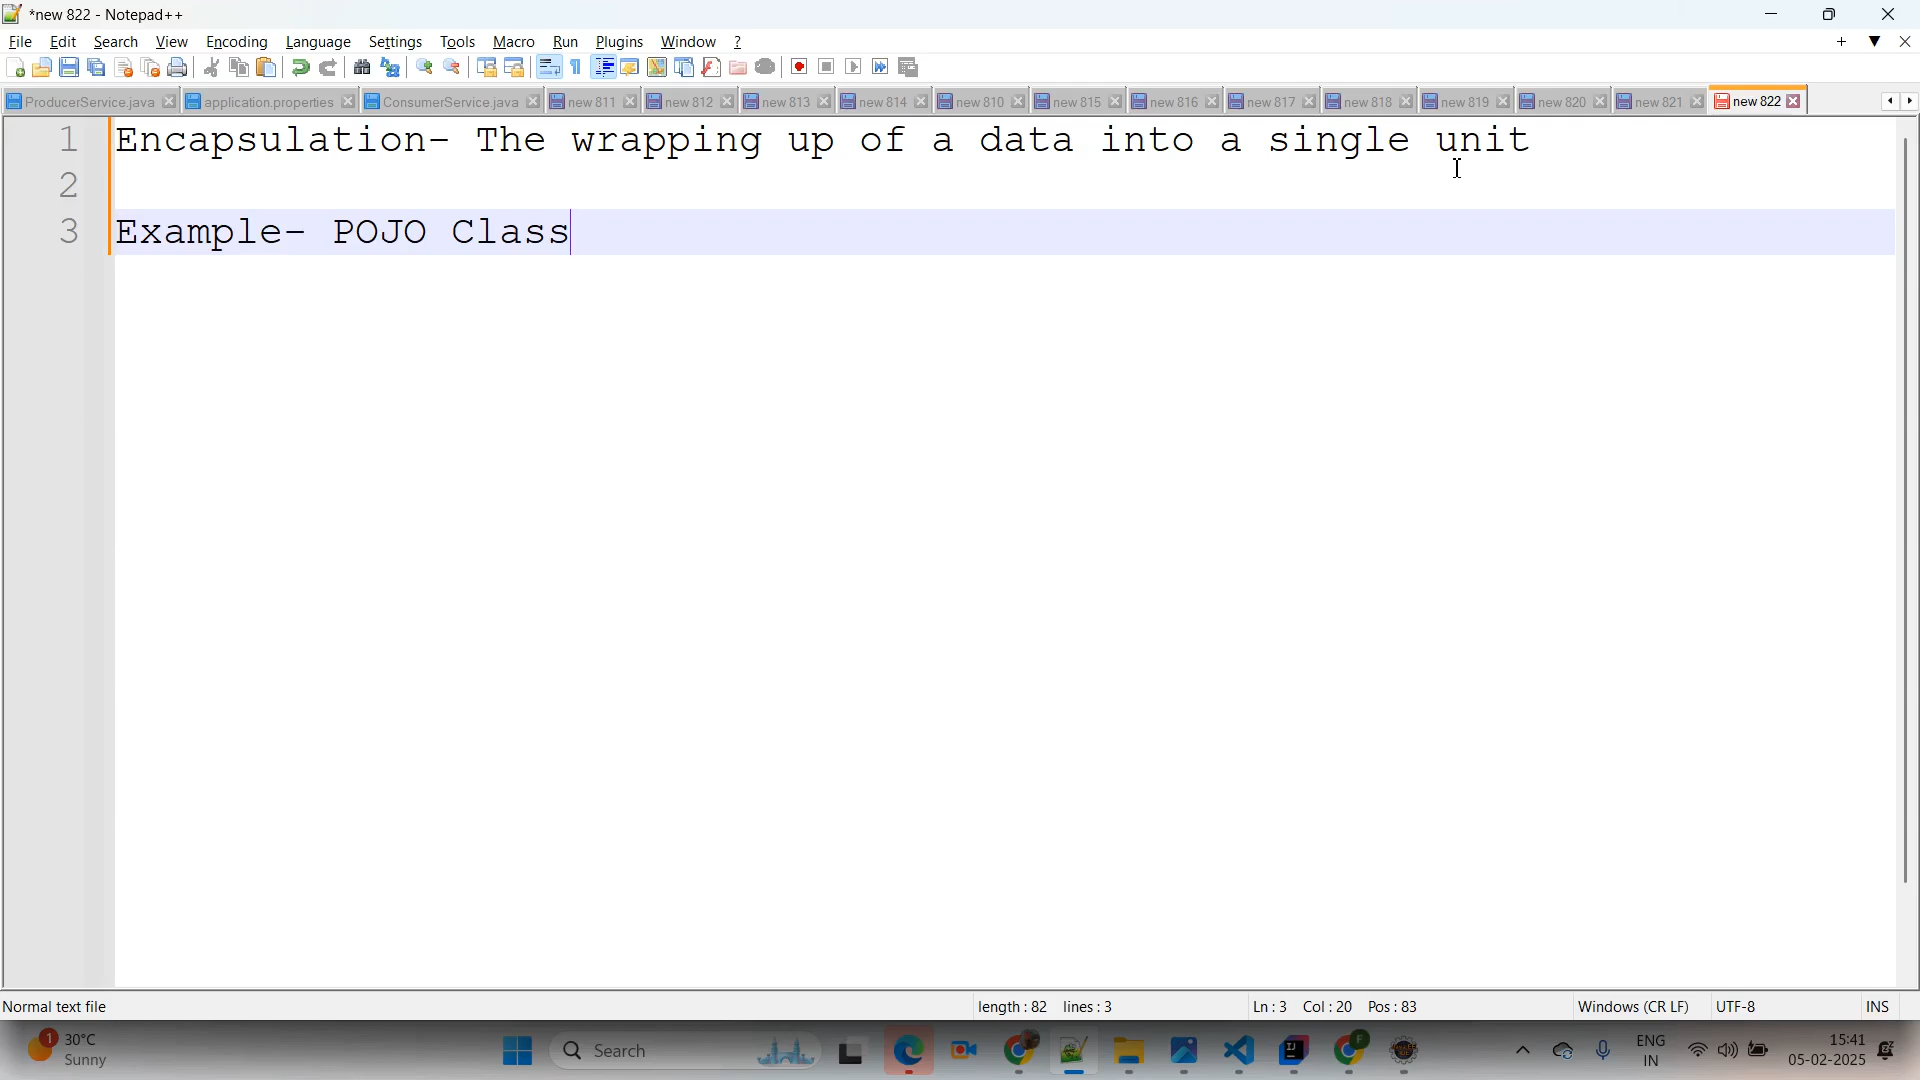 *new 822 - Notepad++
File Edit Search View Encoding Language Settings Tools Macro Run Plugins Window ?
ProducerService.java application.properties ConsumerService.java new 811 new 812 new 813 new 814 new 810 new 815 new 816 new 817 new 818 new 819 new 820 new 821 new 822
1 Encapsulation- The wrapping up of a data into a single unit
2
3 Example- POJO Class
Normal text file length : 82 lines : 3 Ln : 3 Col : 20 Pos : 83 Windows (CR LF) UTF-8 INS
1 30°C Search ENG 15:41
Sunny IN 05-02-2025